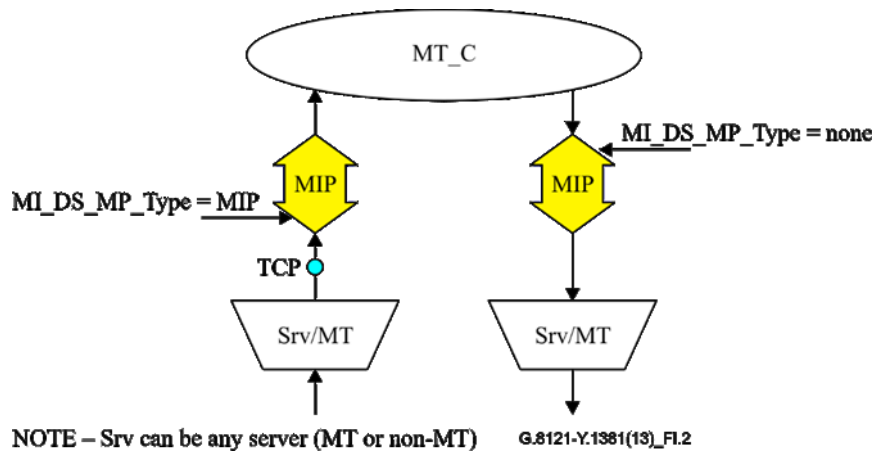 MT_C
MI_DS_MP_Type = none
MIP
MIP
MI_DS_MP_Type = MIP
TCP
Srv/MT
Srv/MT
NOTE – Srv can be any server (MT or non-MT)
G.8121-Y.1381(13)_FI.2